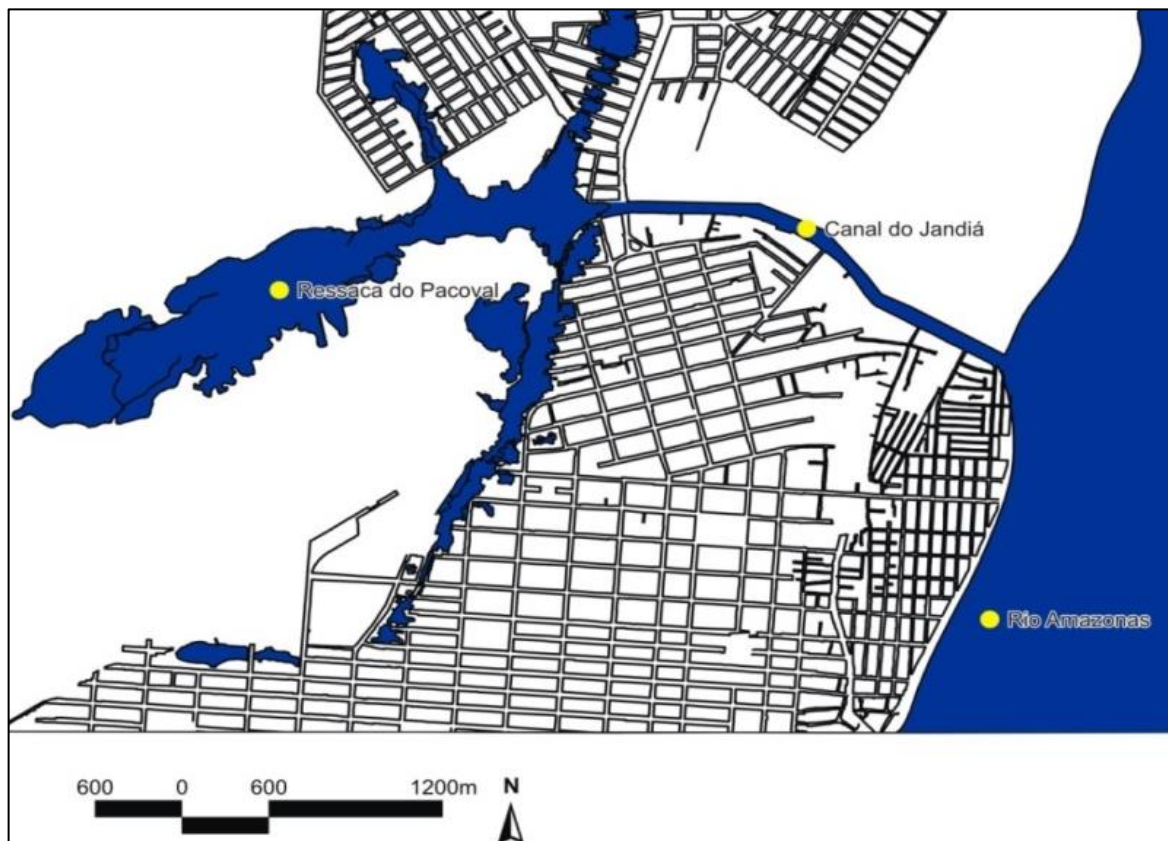 Canal do Jandiá
Ressaca do Pacoval
Rio Amazonas
600 0 600 1200m
N